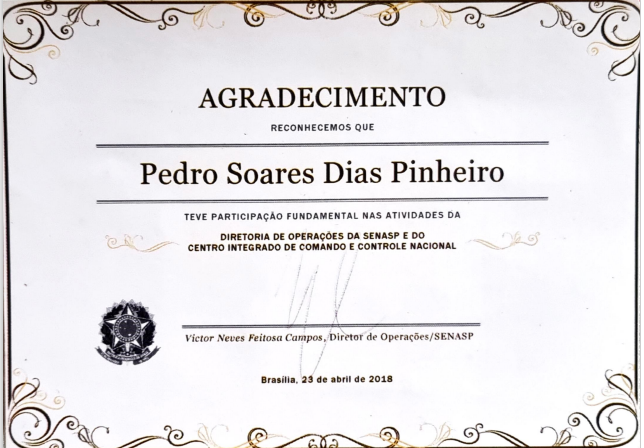 AGRADECIMENTO
RECONHECEMOS QUE
Pedro Soares Dias Pinheiro
TEVE PARTICIPAÇÃO FUNDAMENTAL NAS ATIVIDADES DA
DIRETORIA DE OPERAÇÕES DA SENASP E DO
CENTRO INTEGRADO DE COMANDO E CONTROLE NACIONAL
Victor Neves Feitosa Campos, Diretor de Operações/SENASP
Brasília, 23 de abril de 2018